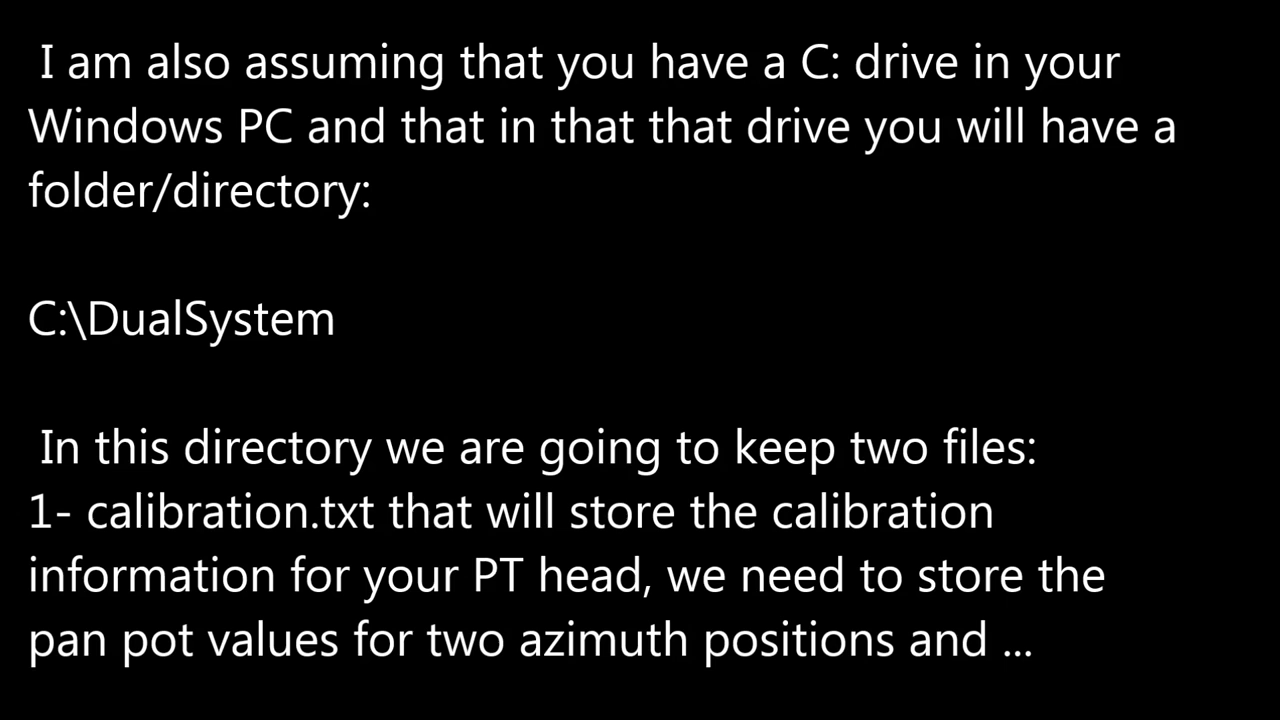 I am also assuming that you have a C: drive in your
Windows PC and that in that that drive you will have a
folder/directory:
C:\DualSystem
In this directory we are going to keep two files:
1- calibration.txt that will store the calibration
information for your PT head, we need to store the
pan pot values for two azimuth positions and ...